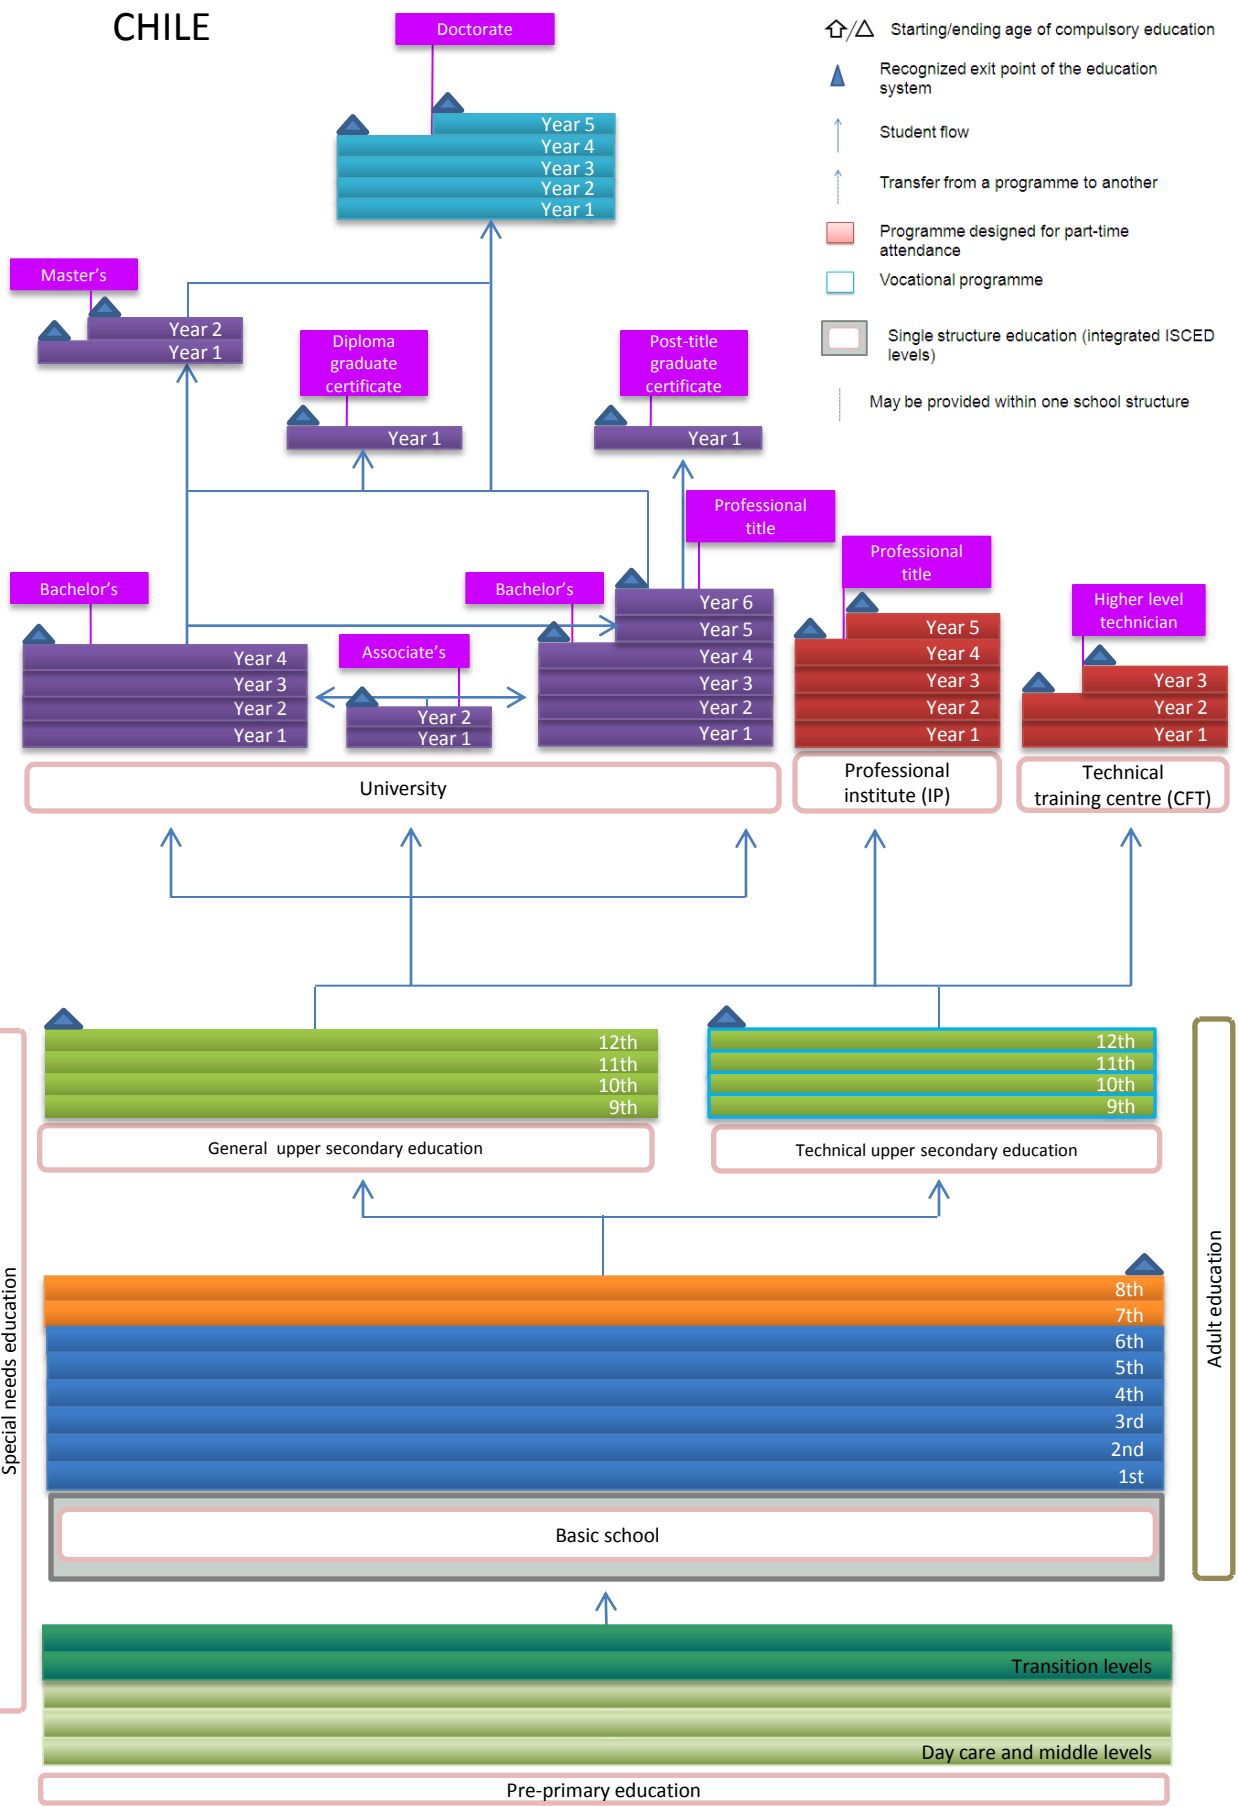 CHILE
Doctorate
Year 5
Year 4
Year 3
Year 2
Year 1
Starting/ending age of compulsory education
Recognized exit point of the education
system
Student flow
Transfer from a programme to another
Programme designed for part-time
attendance
Vocational programme
Single structure education (integrated ISCED
levels)
May be provided within one school structure
Master's
Year 2
Year 1
Diploma
graduate
certificate
Year 1
Post-title
graduate
certificate
Year 1
Bachelor's
Year 4
Year 3
Year 2
Year 1
Associate's
Year 2
Year 1
Bachelor's
Professional
title
Year 6
Year 5
Year 4
Year 3
Year 2
Year 1
Professional
title
Year 5
Year 4
Year 3
Year 2
Year 1
Higher level
technician
Year 3
Year 2
Year 1
University
Professional
institute (IP)
Technical
training centre (CFT)
12th
11th
10th
9th
General upper secondary education
12th
11th
10th
9th
Technical upper secondary education
Special needs education
Adult education
8th
7th
6th
5th
4th
3rd
2nd
1st
Basic school
Transition levels
Day care and middle levels
Pre-primary education